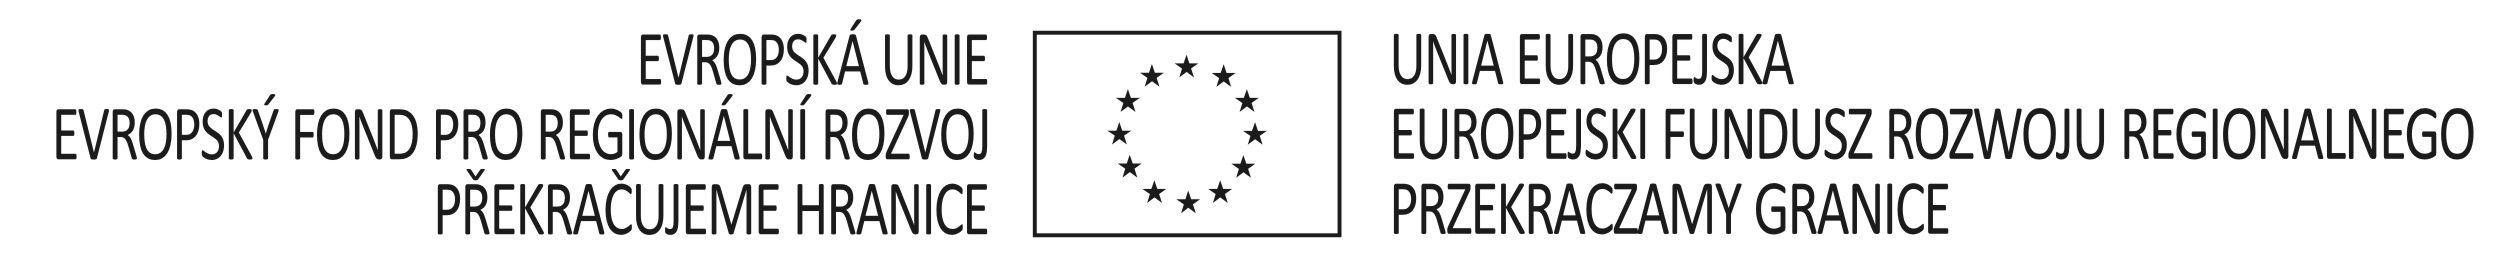 EVROPSKÁ UNIE
EVROPSKÝ FOND PRO REGIONÁLNÍ ROZVOJ
PŘEKRAČUJEME HRANICE
UNIA EUROPEJSKA
EUROPEJSKI FUNDUSZ ROZWOJU REGIONALNEGO
PRZEKRACZAMY GRANICE